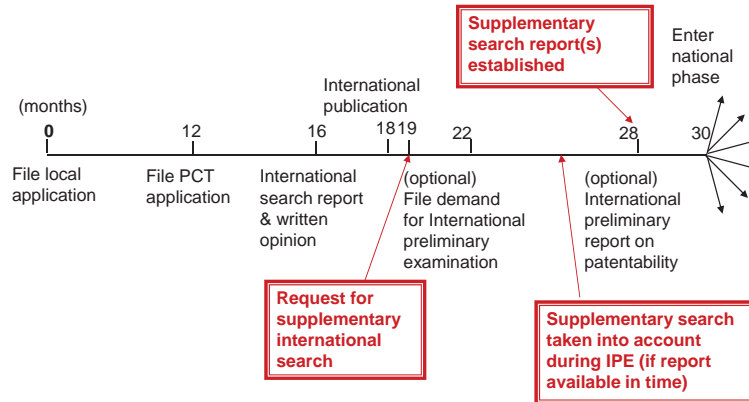 Supplementary
search report(s)
established
Enter
national
phase
International
publication
(months)
0
12
16
18
19
22
28
30
File local
application
File PCT
application
International
search report
& written
opinion
(optional)
File demand
for International
preliminary
examination
(optional)
International
preliminary
report on
patentability
Request for
supplementary
international
search
Supplementary search
taken into account
during IPE (if report
available in time)